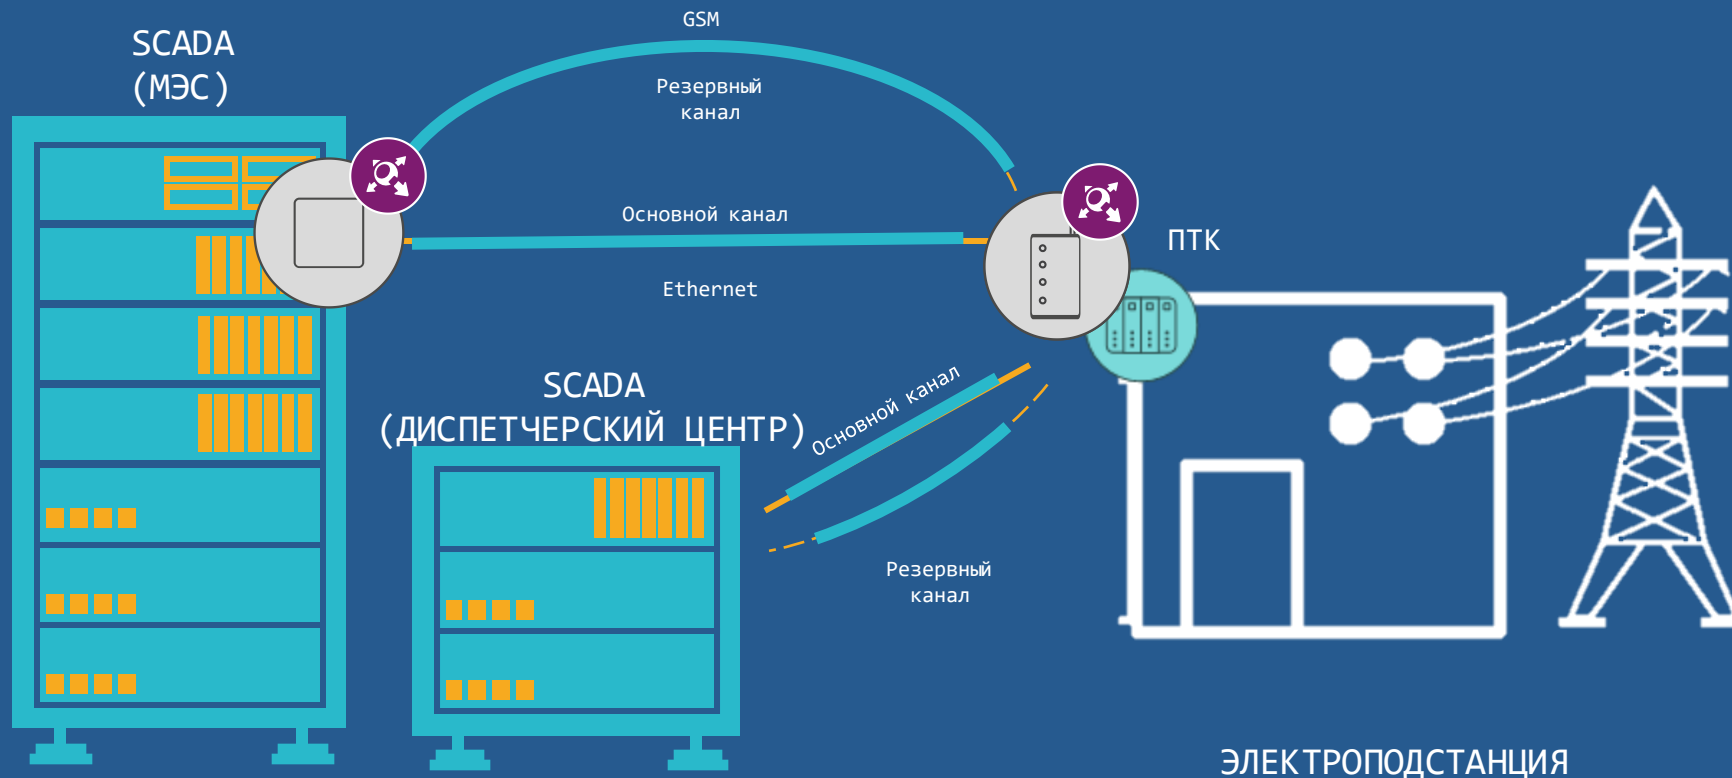 GSM
SCADA
(МЭС)
Резервный
канал
Основной канал
ПТК
Ethernet
SCADA
(ДИСПЕТЧЕРСКИЙ ЦЕНТР)
Основной канал
Резервный
канал
ЭЛЕКТРОПОДСТАНЦИЯ